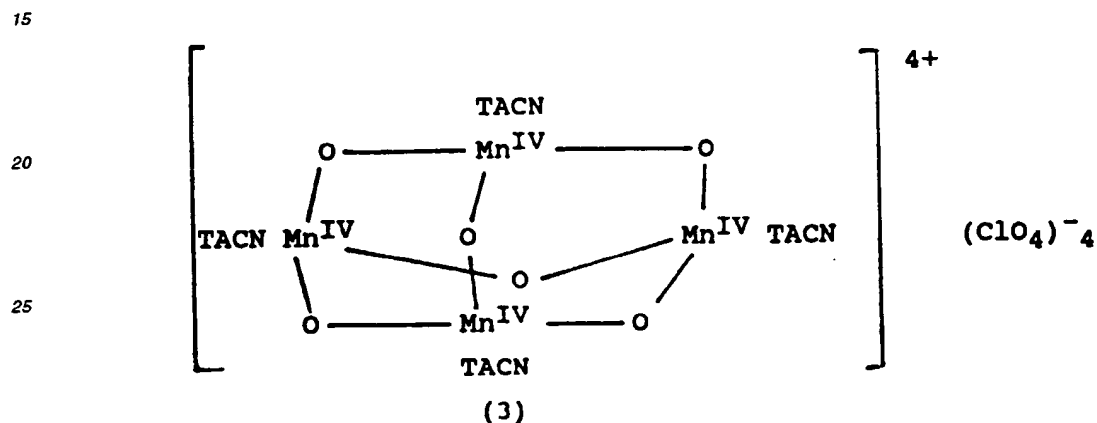 15
4+
TACN
O Mn^IV O
20
TACN Mn^IV O Mn^IV TACN (ClO4)^-4
O
25
O Mn^IV O
TACN
(3)